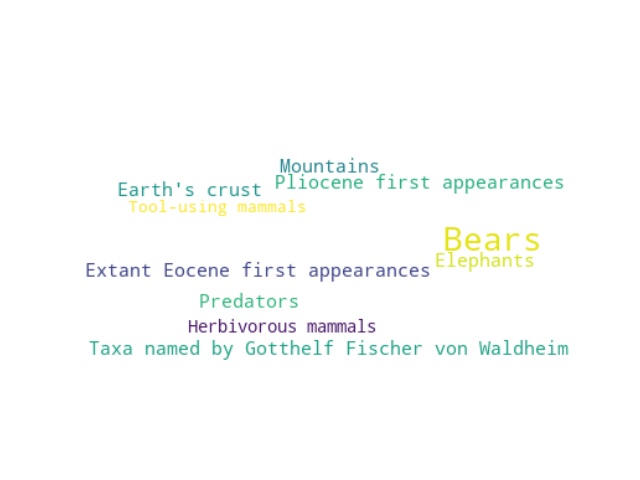 Mountains
Pliocene first appearances
Earth's crust
Tool-using mammals
Bears
Elephants
Extant Eocene first appearances
Predators
Herbivorous mammals
Taxa named by Gotthelf Fischer von Waldheim